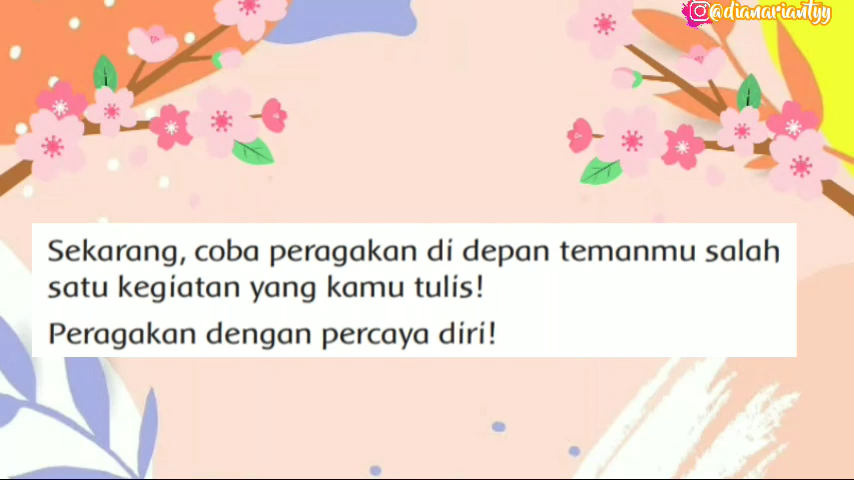 @dianariantyy
Sekarang, coba peragakan di depan temanmu salah
satu kegiatan yang kamu tulis!
Peragakan dengan percaya diri!